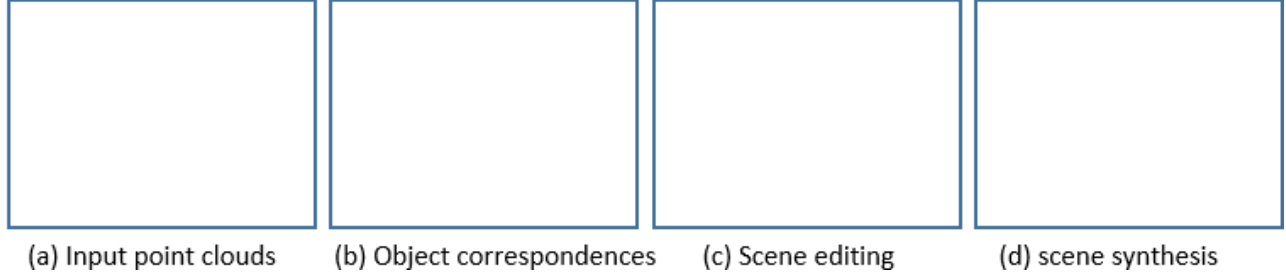 (a) Input point clouds (b) Object correspondences (c) Scene editing (d) scene synthesis